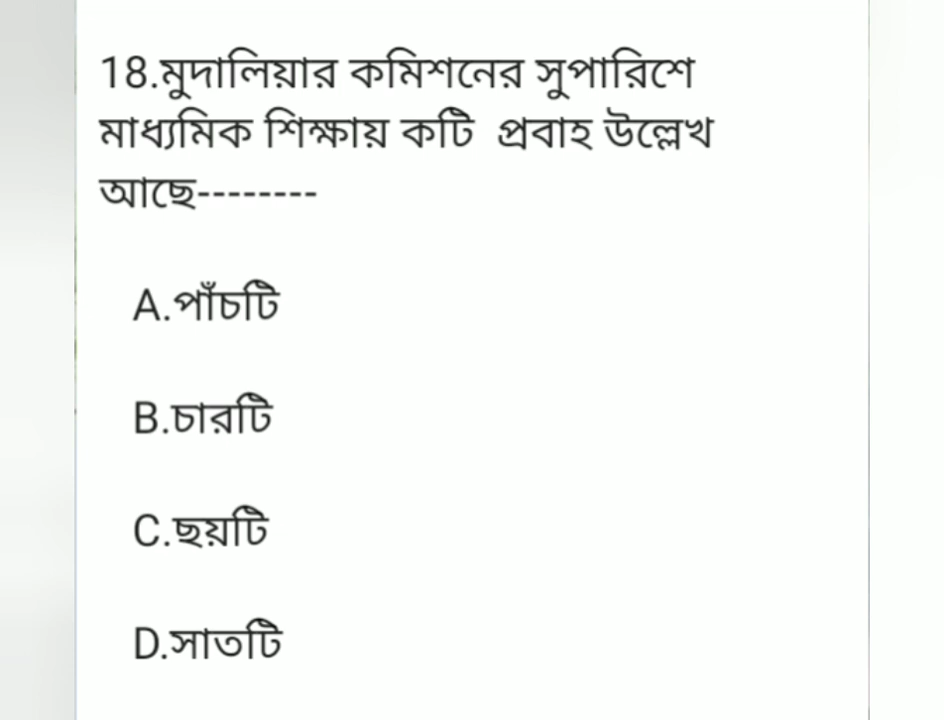 18.মুদালিয়ার কমিশনের সুপারিশে
মাধ্যমিক শিক্ষায় কটি প্রবাহ উল্লেখ
আছে--------
A.পাঁচটি
B.চারটি
C.ছয়টি
D.সাতটি